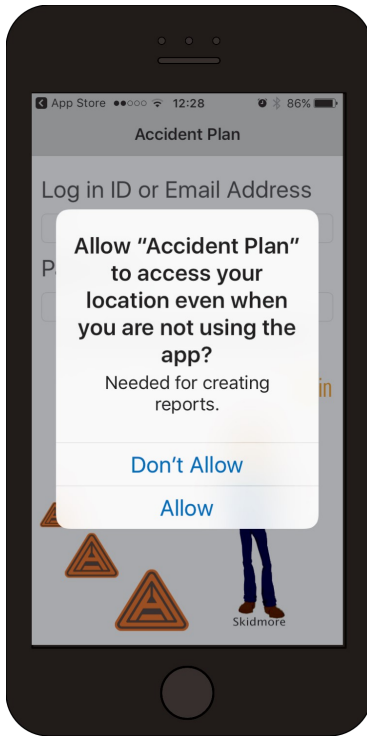 App Store 12:28 86%
Accident Plan
Log in ID or Email Address
Allow “Accident Plan”
to access your
location even when
you are not using the
app?
Needed for creating
reports.
Don’t Allow
Allow
Skidmore